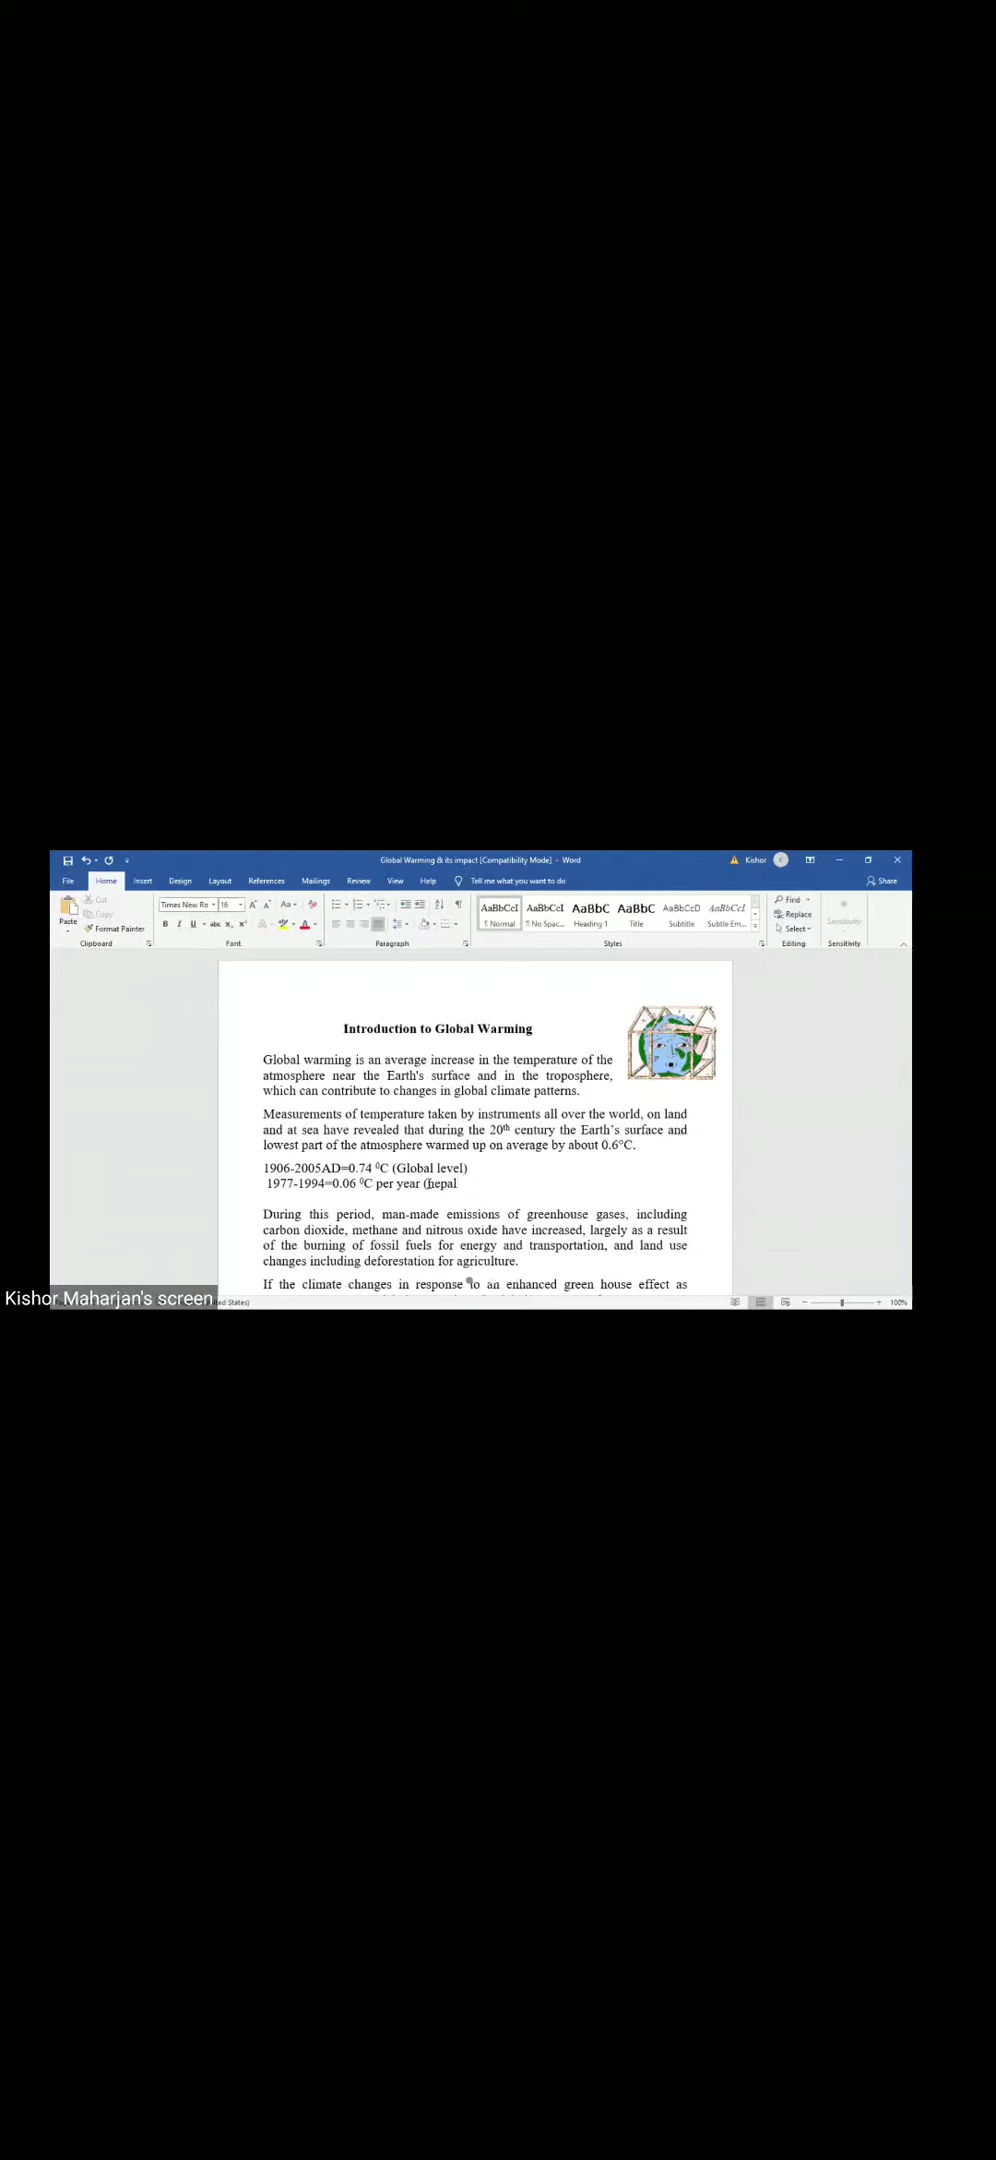 Global Warming & its impact [Compatibility Mode] - Word
Kishor
K
File Home Insert Design Layout References Mailings Review View Help Tell me what you want to do Share
Paste
Cut
Copy
Format Painter
Clipboard
Times New Ro 16
Font
Paragraph
AaBbCcI AaBbCcI AaBbC AaBbC AaBbCcD AaBbCcI
¶ Normal ¶ No Spac... Heading 1 Title Subtitle Subtle Em...
Styles
Find
Replace
Select
Editing
Sensitivity
Sensitivity
Introduction to Global Warming
Global warming is an average increase in the temperature of the
atmosphere near the Earth's surface and in the troposphere,
which can contribute to changes in global climate patterns.
Measurements of temperature taken by instruments all over the world, on land
and at sea have revealed that during the 20th century the Earth's surface and
lowest part of the atmosphere warmed up on average by about 0.6°C.
1906-2005AD=0.74 ⁰C (Global level)
1977-1994=0.06 ⁰C per year (nepal
During this period, man-made emissions of greenhouse gases, including
carbon dioxide, methane and nitrous oxide have increased, largely as a result
of the burning of fossil fuels for energy and transportation, and land use
changes including deforestation for agriculture.
If the climate changes in response to an enhanced green house effect as
Kishor Maharjan's screen
ted States)
100%